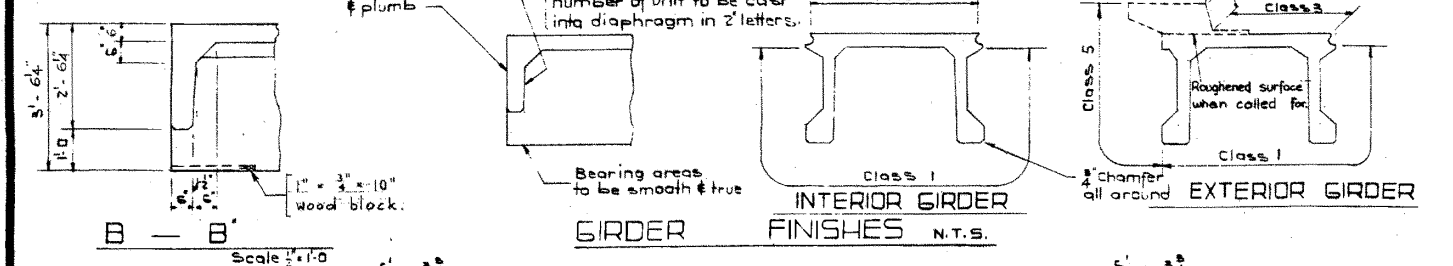 & plumb
number of unit to be cast
into diaphragm in 2" letters.
Class 3
6" 6"
3'-6¼"
2'-6¼"
1'-0
Class 5
Roughened surface
when called for.
1" × ¾" × 10"
wood block.
Bearing areas
to be smooth & true
Class 1
Class 1
¾" Chamfer
all around
INTERIOR GIRDER
EXTERIOR GIRDER
B — B
GIRDER FINISHES N.T.S.
Scale ½"=1'-0